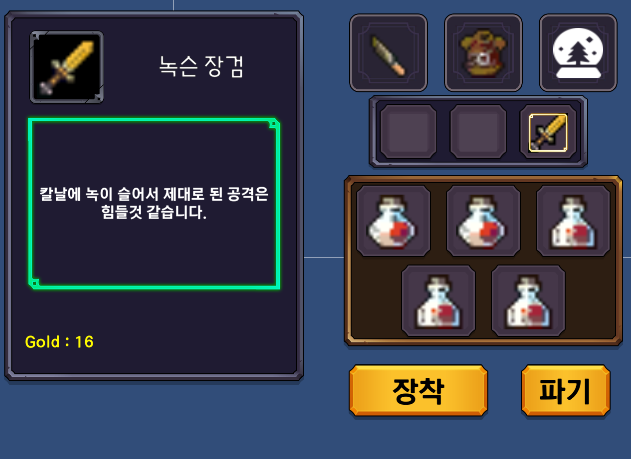 녹슨 장검
칼날에 녹이 슬어서 제대로 된 공격은
힘들것 같습니다.
Gold : 16
장착
파기